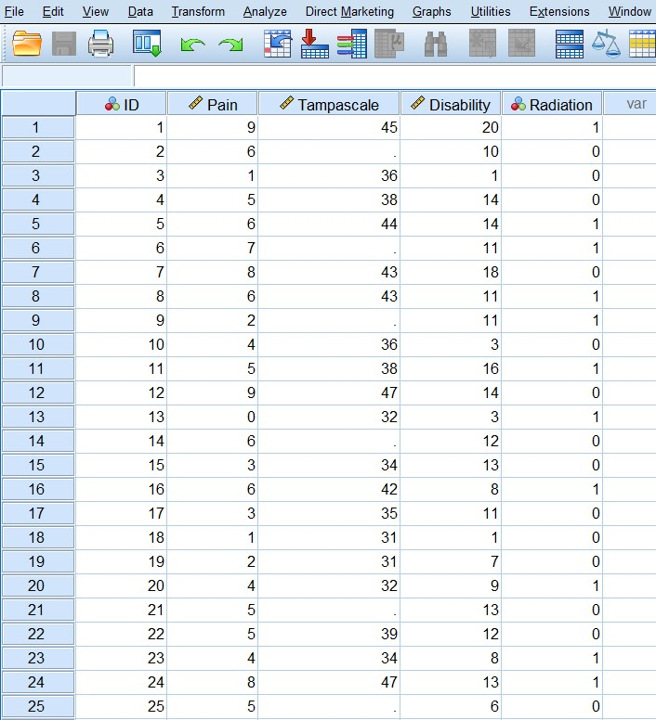 File Edit View Data Transform Analyze Direct Marketing Graphs Utilities Extensions Window
ID Pain Tampascale Disability Radiation var
1 1 9 45 20 1
2 2 6 . 10 0
3 3 1 36 1 0
4 4 5 38 14 0
5 5 6 44 14 1
6 6 7 . 11 1
7 7 8 43 18 0
8 8 6 43 11 1
9 9 2 . 11 1
10 10 4 36 3 0
11 11 5 38 16 1
12 12 9 47 14 0
13 13 0 32 3 1
14 14 6 . 12 0
15 15 3 34 13 0
16 16 6 42 8 1
17 17 3 35 11 0
18 18 1 31 1 0
19 19 2 31 7 0
20 20 4 32 9 1
21 21 5 . 13 0
22 22 5 39 12 0
23 23 4 34 8 1
24 24 8 47 13 1
25 25 5 . 6 0